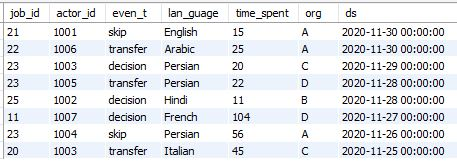 job_id actor_id even_t lan_guage time_spent org ds
21 1001 skip English 15 A 2020-11-30 00:00:00
22 1006 transfer Arabic 25 A 2020-11-30 00:00:00
23 1003 decision Persian 20 C 2020-11-29 00:00:00
23 1005 transfer Persian 22 D 2020-11-28 00:00:00
25 1002 decision Hindi 11 B 2020-11-28 00:00:00
11 1007 decision French 104 D 2020-11-27 00:00:00
23 1004 skip Persian 56 A 2020-11-26 00:00:00
20 1003 transfer Italian 45 C 2020-11-25 00:00:00